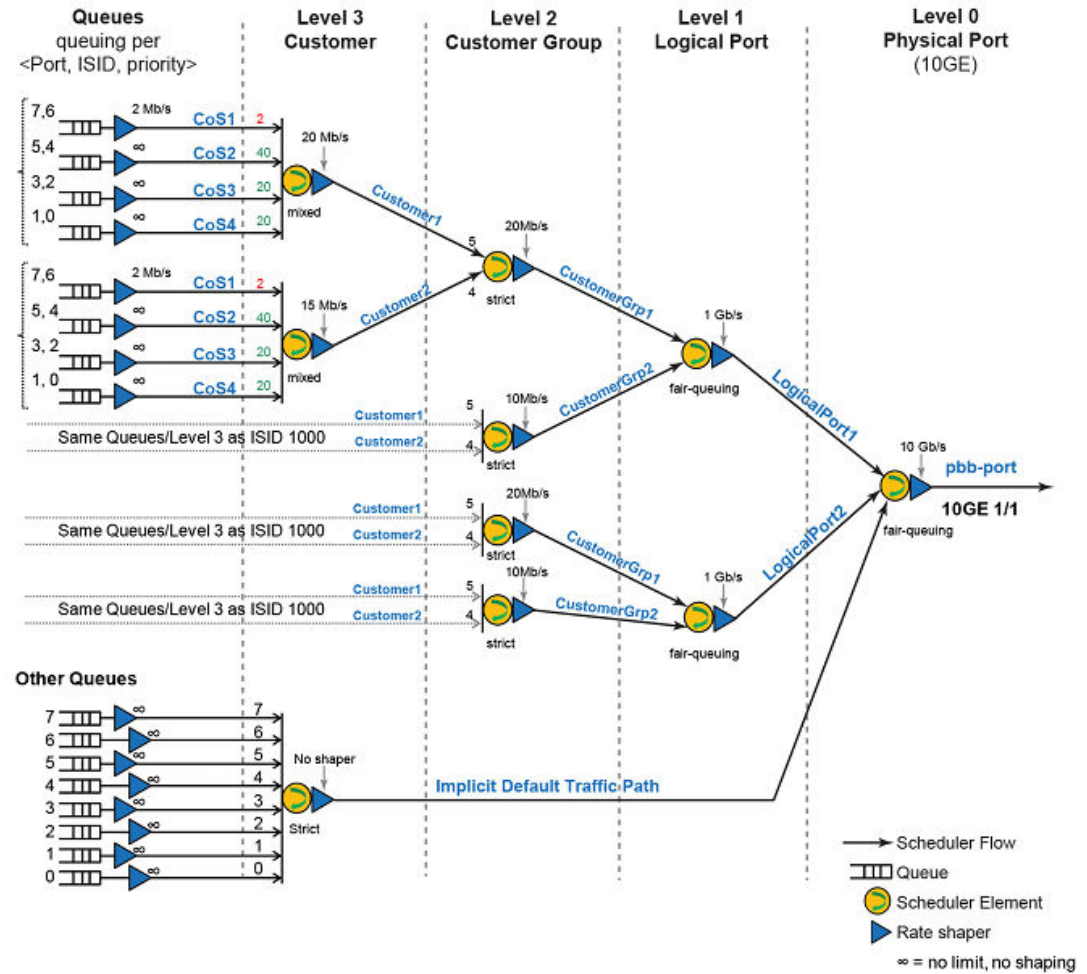 Queues
queuing per
<Port, ISID, priority>
Level 3
Customer
Level 2
Customer Group
Level 1
Logical Port
Level 0
Physical Port
(10GE)
7,6
2 Mb/s
CoS1
2
5,4
∞
CoS2
40
3,2
∞
CoS3
20
1,0
∞
CoS4
20
20 Mb/s
mixed
Customer1
7,6
2 Mb/s
CoS1
2
5, 4
∞
CoS2
40
3, 2
∞
CoS3
20
1, 0
∞
CoS4
20
15 Mb/s
mixed
Customer2
5
4
20Mb/s
strict
CustomerGrp1
Customer1
Same Queues/Level 3 as ISID 1000
Customer2
5
4
10Mb/s
strict
CustomerGrp2
1 Gb/s
fair-queuing
LogicalPort1
Customer1
Same Queues/Level 3 as ISID 1000
Customer2
5
4
20Mb/s
strict
CustomerGrp1
Customer1
Same Queues/Level 3 as ISID 1000
Customer2
5
4
10Mb/s
strict
CustomerGrp2
1 Gb/s
fair-queuing
LogicalPort2
10 Gb/s
fair-queuing
pbb-port
10GE 1/1
Other Queues
7 ∞ 7
6 ∞ 6
5 ∞ 5
4 ∞ 4
3 ∞ 3
2 ∞ 2
1 ∞ 1
0 ∞ 0
No shaper
Strict
Implicit Default Traffic Path
Scheduler Flow
Queue
Scheduler Element
Rate shaper
∞ = no limit, no shaping